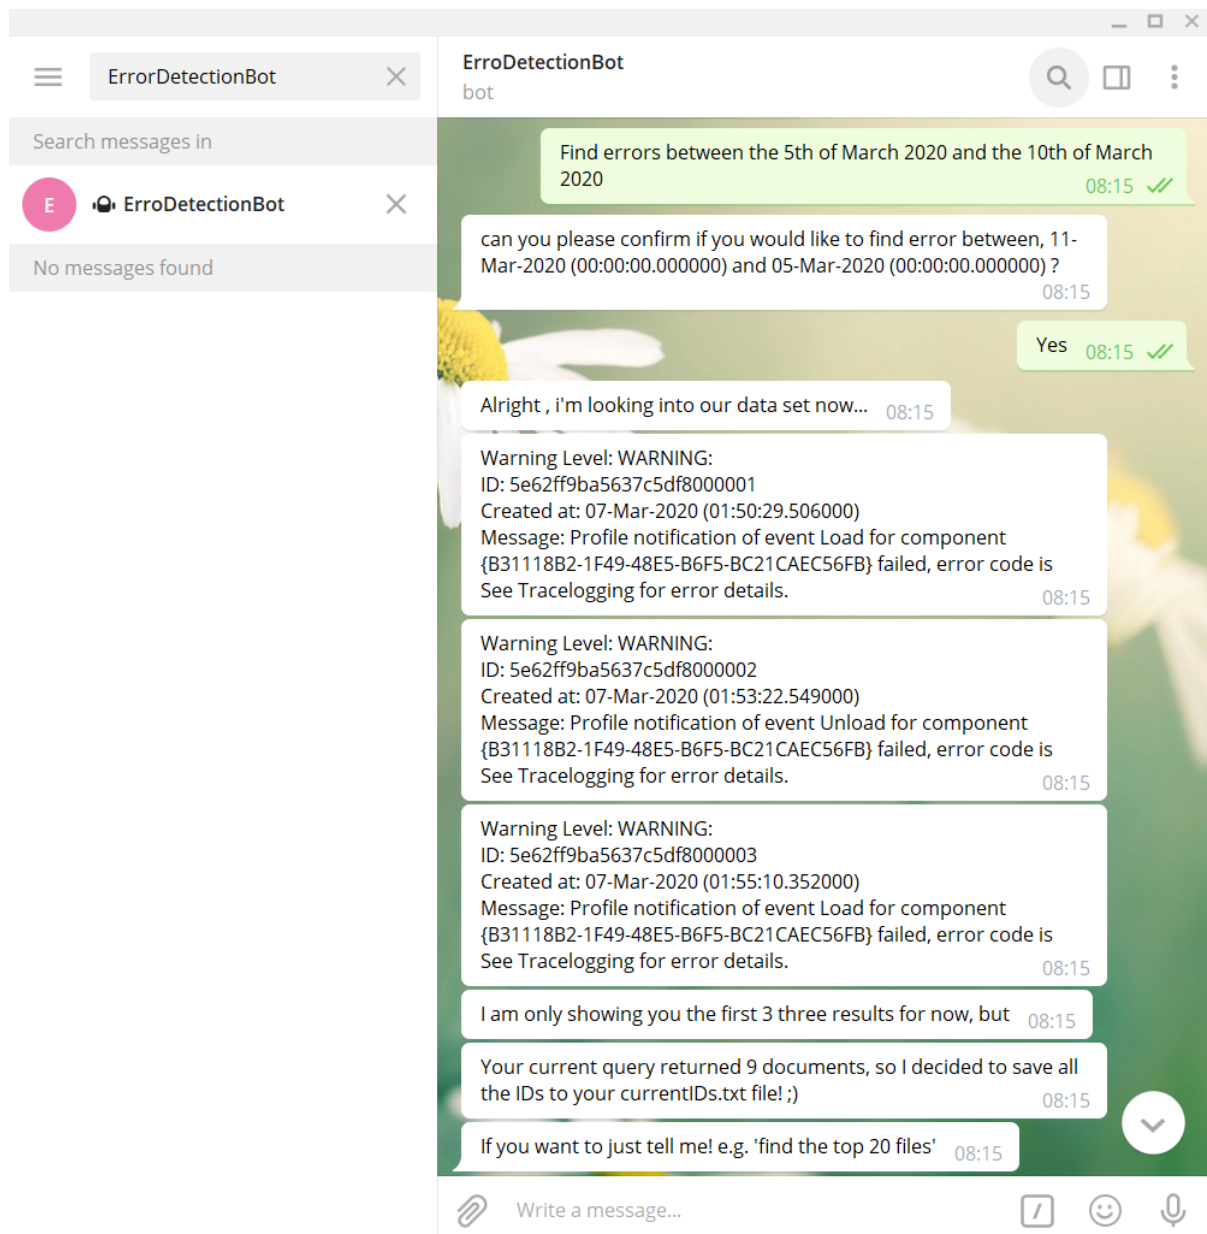 ErrorDetectionBot
Search messages in
E
ErroDetectionBot
No messages found
ErroDetectionBot
bot
Find errors between the 5th of March 2020 and the 10th of March
2020
08:15
can you please confirm if you would like to find error between, 11-
Mar-2020 (00:00:00.000000) and 05-Mar-2020 (00:00:00.000000) ?
08:15
Yes 08:15
Alright , i'm looking into our data set now... 08:15
Warning Level: WARNING:
ID: 5e62ff9ba5637c5df8000001
Created at: 07-Mar-2020 (01:50:29.506000)
Message: Profile notification of event Load for component
{B31118B2-1F49-48E5-B6F5-BC21CAEC56FB} failed, error code is
See Tracelogging for error details.
08:15
Warning Level: WARNING:
ID: 5e62ff9ba5637c5df8000002
Created at: 07-Mar-2020 (01:53:22.549000)
Message: Profile notification of event Unload for component
{B31118B2-1F49-48E5-B6F5-BC21CAEC56FB} failed, error code is
See Tracelogging for error details.
08:15
Warning Level: WARNING:
ID: 5e62ff9ba5637c5df8000003
Created at: 07-Mar-2020 (01:55:10.352000)
Message: Profile notification of event Load for component
{B31118B2-1F49-48E5-B6F5-BC21CAEC56FB} failed, error code is
See Tracelogging for error details.
08:15
I am only showing you the first 3 three results for now, but 08:15
Your current query returned 9 documents, so I decided to save all
the IDs to your currentIDs.txt file! ;)
08:15
If you want to just tell me! e.g. 'find the top 20 files' 08:15
Write a message...